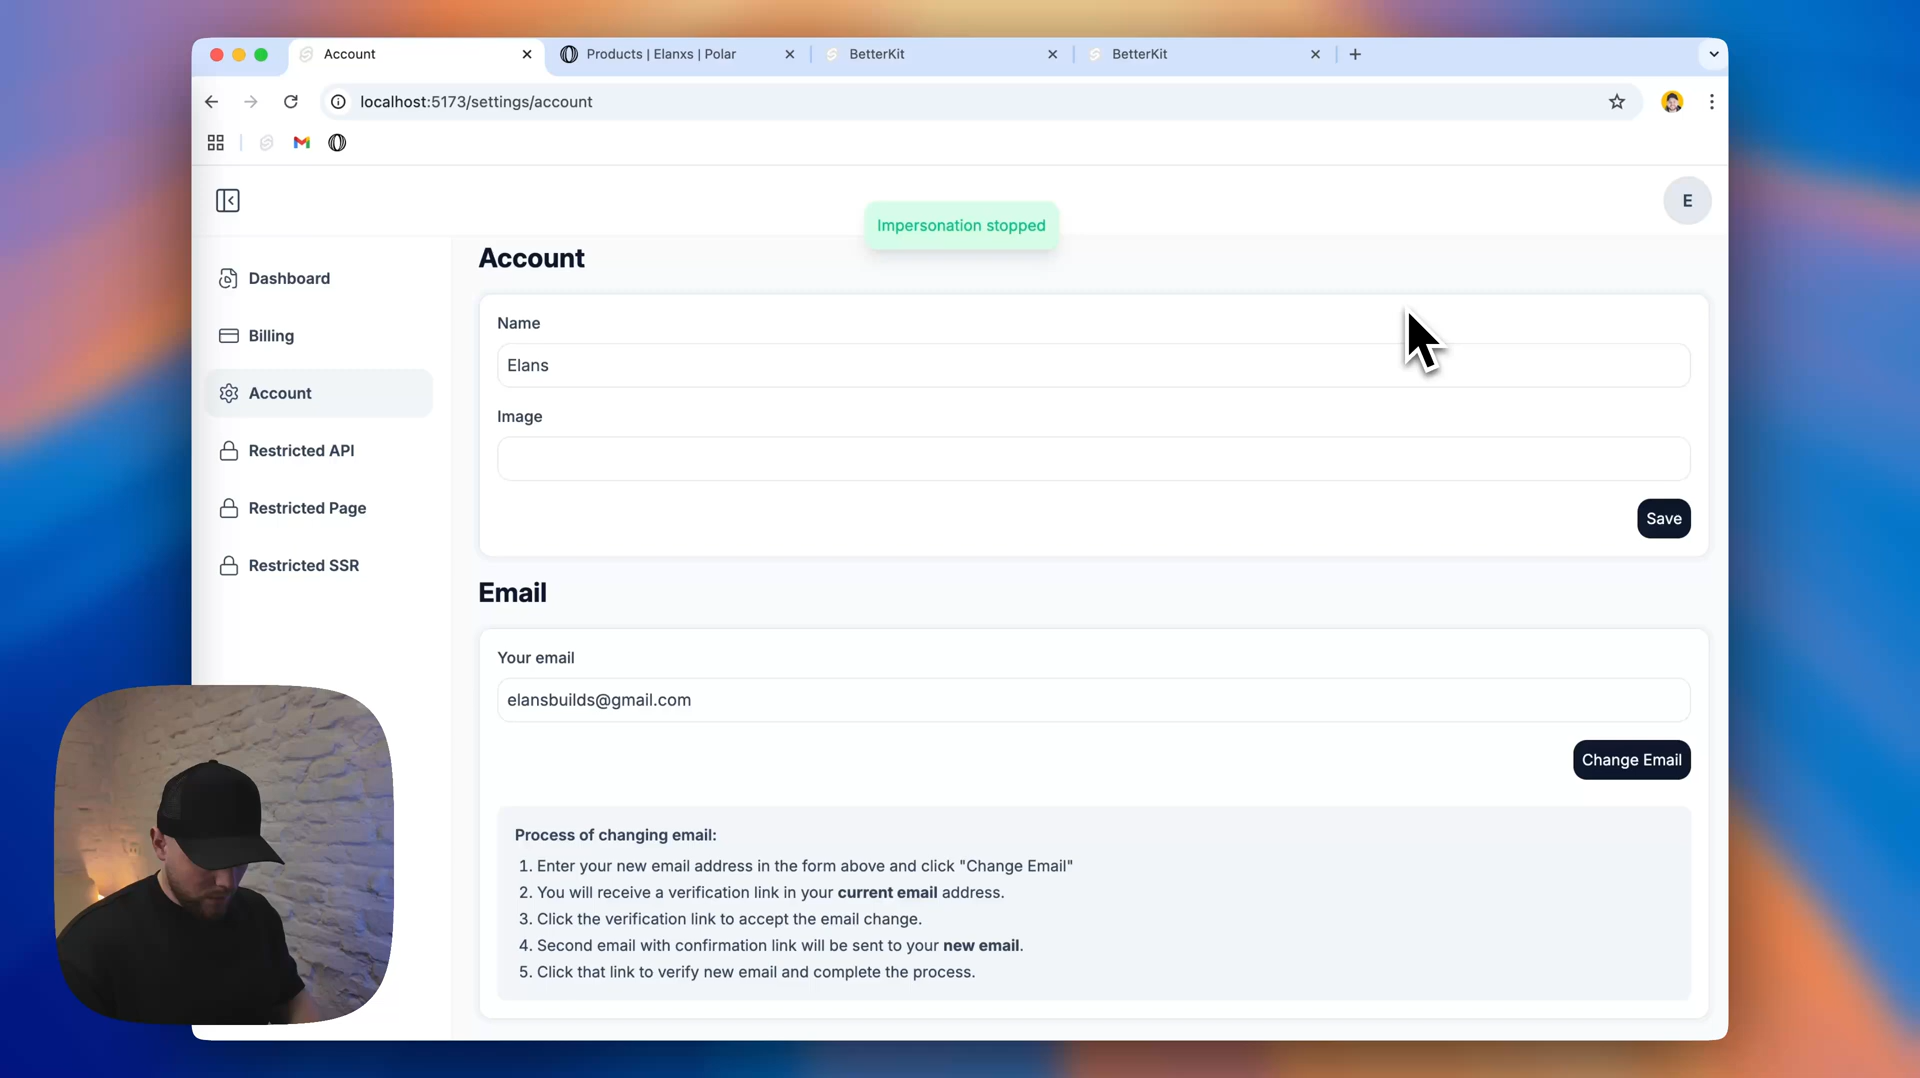 Account
Products | Elanxs | Polar
BetterKit
BetterKit
localhost:5173/settings/account
E
Impersonation stopped
Dashboard
Billing
Account
Restricted API
Restricted Page
Restricted SSR
Account
Name
Elans
Image
Save
Email
Your email
elansbuilds@gmail.com
Change Email
Process of changing email:
1. Enter your new email address in the form above and click "Change Email"
2. You will receive a verification link in your current email address.
3. Click the verification link to accept the email change.
4. Second email with confirmation link will be sent to your new email.
5. Click that link to verify new email and complete the process.